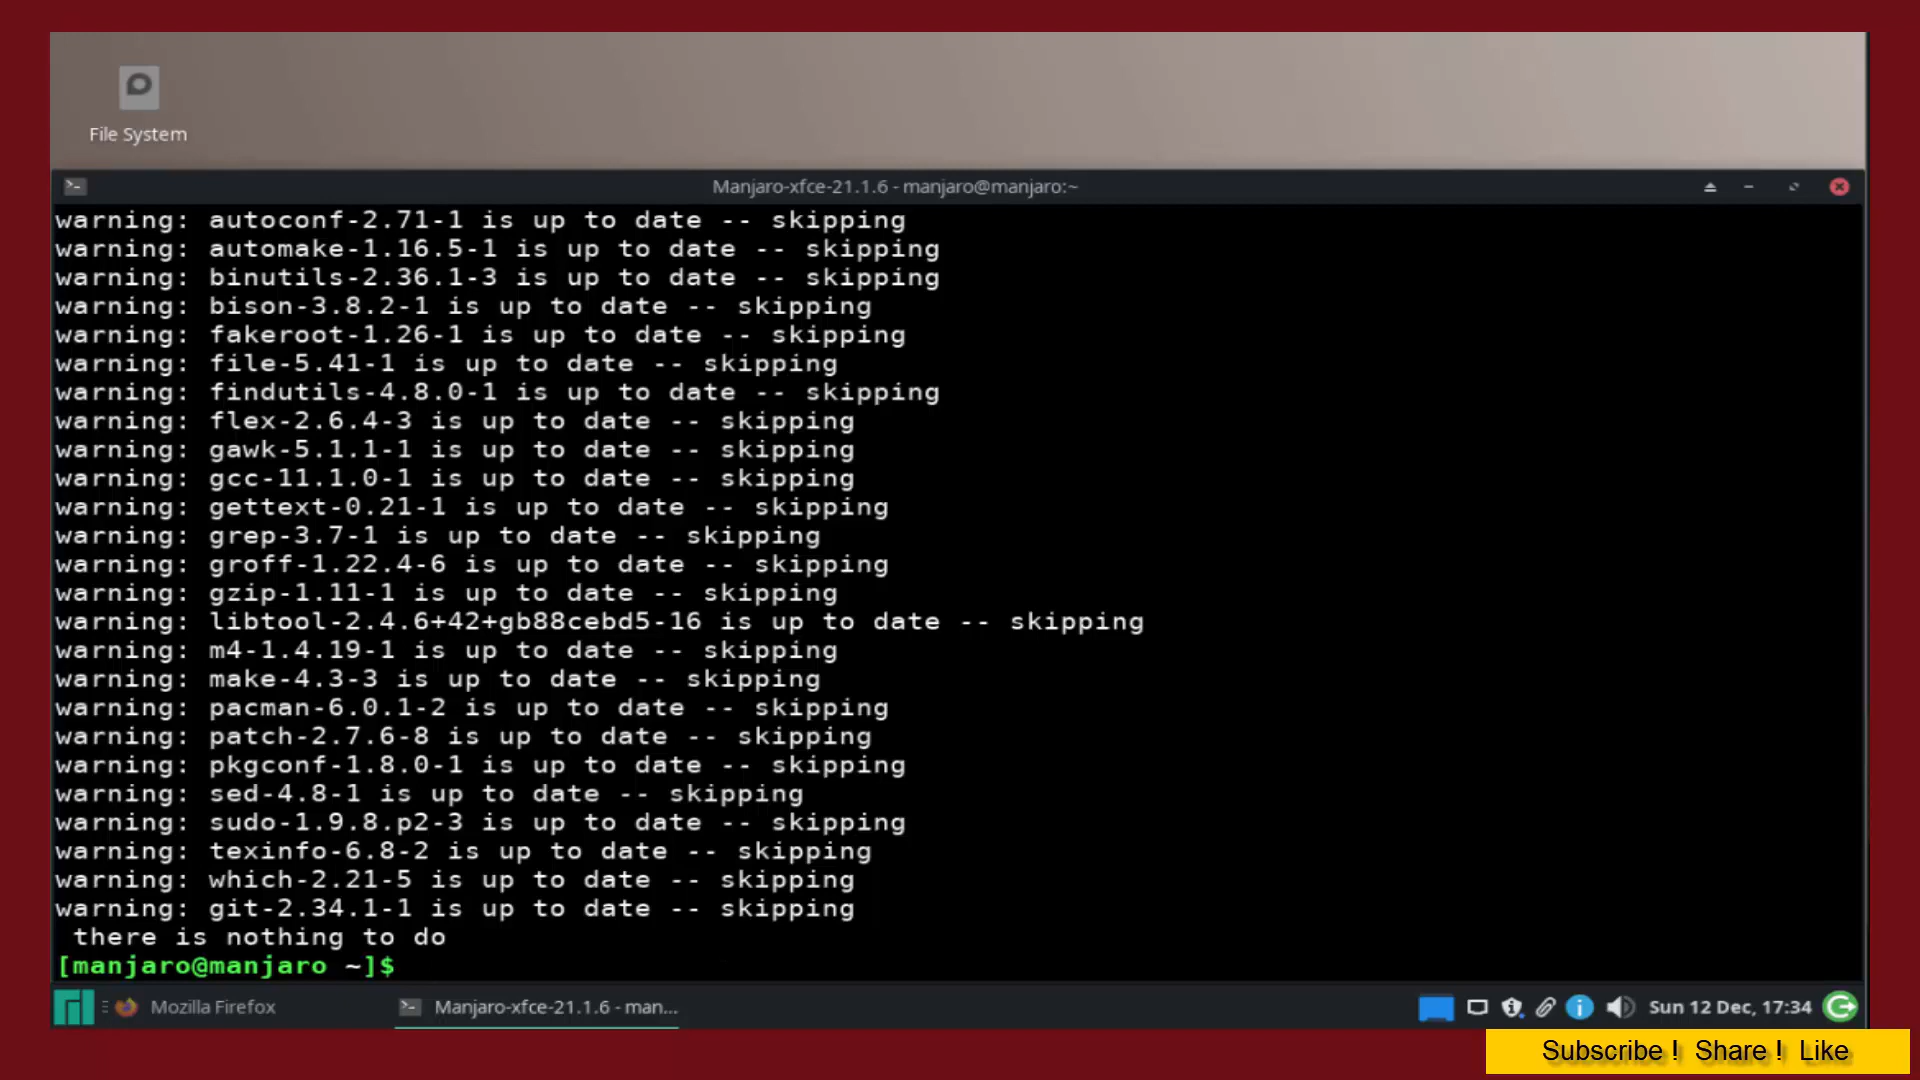 File System
Manjaro-xfce-21.1.6 - manjaro@manjaro:~
warning: autoconf-2.71-1 is up to date -- skipping
warning: automake-1.16.5-1 is up to date -- skipping
warning: binutils-2.36.1-3 is up to date -- skipping
warning: bison-3.8.2-1 is up to date -- skipping
warning: fakeroot-1.26-1 is up to date -- skipping
warning: file-5.41-1 is up to date -- skipping
warning: findutils-4.8.0-1 is up to date -- skipping
warning: flex-2.6.4-3 is up to date -- skipping
warning: gawk-5.1.1-1 is up to date -- skipping
warning: gcc-11.1.0-1 is up to date -- skipping
warning: gettext-0.21-1 is up to date -- skipping
warning: grep-3.7-1 is up to date -- skipping
warning: groff-1.22.4-6 is up to date -- skipping
warning: gzip-1.11-1 is up to date -- skipping
warning: libtool-2.4.6+42+gb88cebd5-16 is up to date -- skipping
warning: m4-1.4.19-1 is up to date -- skipping
warning: make-4.3-3 is up to date -- skipping
warning: pacman-6.0.1-2 is up to date -- skipping
warning: patch-2.7.6-8 is up to date -- skipping
warning: pkgconf-1.8.0-1 is up to date -- skipping
warning: sed-4.8-1 is up to date -- skipping
warning: sudo-1.9.8.p2-3 is up to date -- skipping
warning: texinfo-6.8-2 is up to date -- skipping
warning: which-2.21-5 is up to date -- skipping
warning: git-2.34.1-1 is up to date -- skipping
there is nothing to do
[manjaro@manjaro ~]$
Mozilla Firefox
Manjaro-xfce-21.1.6 - man...
Sun 12 Dec, 17:34
Subscribe ! Share ! Like